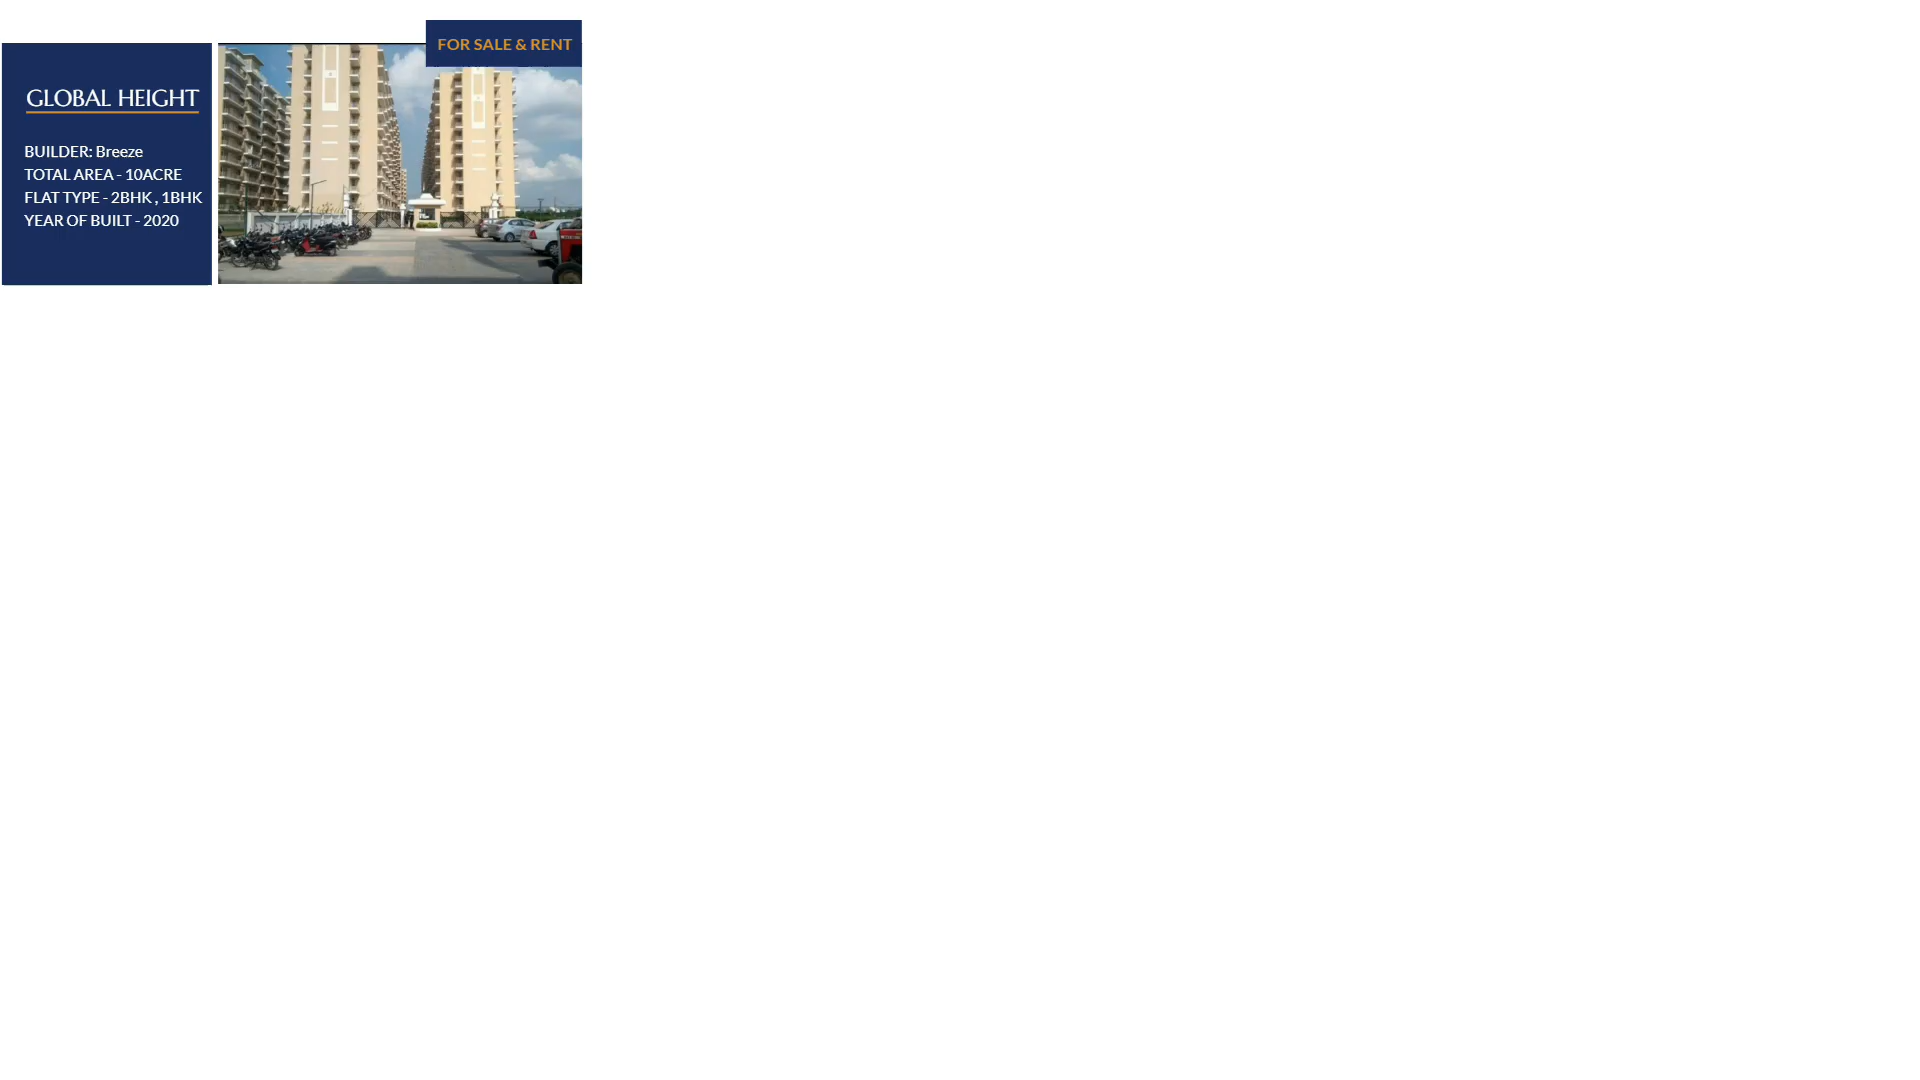 FOR SALE & RENT
GLOBAL HEIGHT
BUILDER: Breeze
TOTAL AREA - 10ACRE
FLAT TYPE - 2BHK , 1BHK
YEAR OF BUILT - 2020